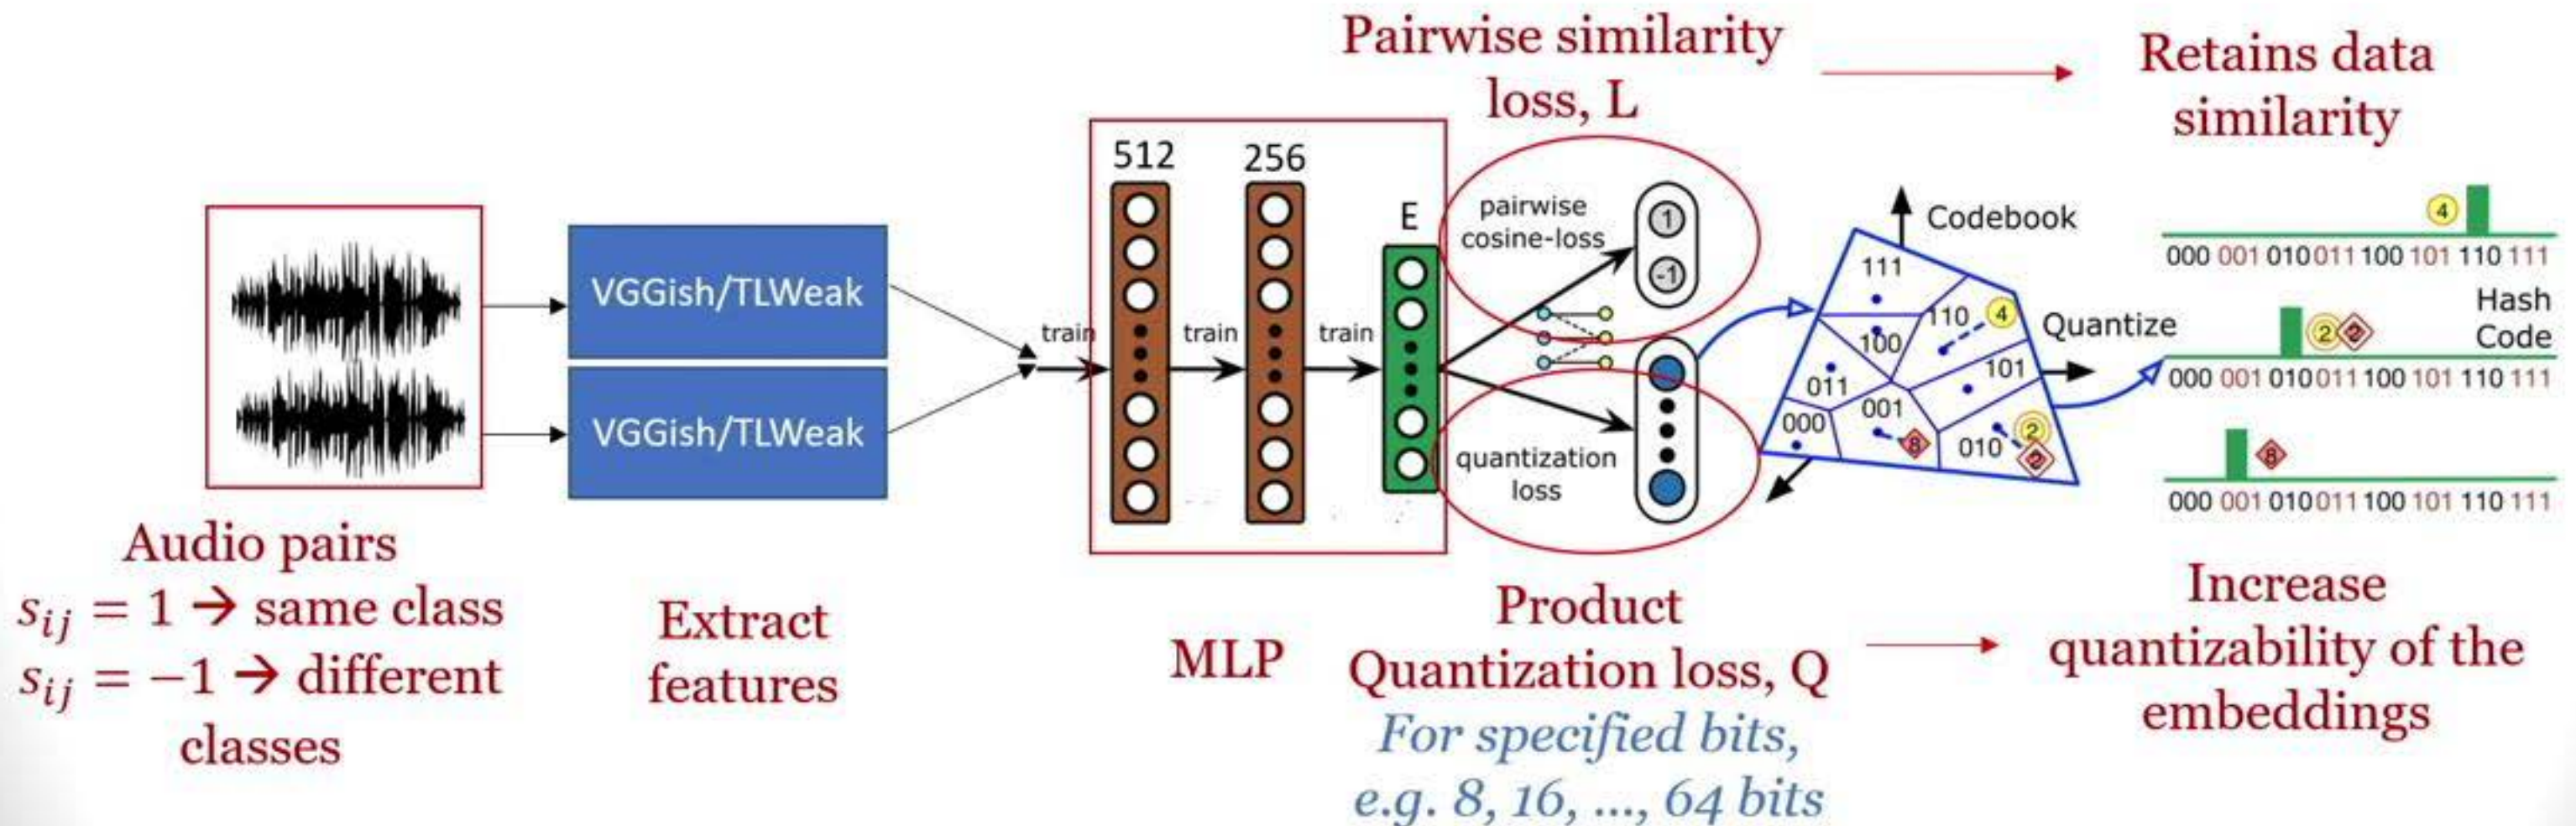 Pairwise similarity
loss, L
Retains data
similarity
512
256
E
pairwise
cosine-loss
1
-1
VGGish/TLWeak
VGGish/TLWeak
train
train
train
quantization
loss
Codebook
111
110
4
100
101
011
001
000
8
010
2
2
Quantize
4
000 001 010 011 100 101 110 111
Hash
Code
2 2
000 001 010 011 100 101 110 111
8
000 001 010 011 100 101 110 111
Audio pairs
s_{ij} = 1 → same class
s_{ij} = −1 → different
classes
Extract
features
MLP
Product
Quantization loss, Q
For specified bits,
e.g. 8, 16, ..., 64 bits
Increase
quantizability of the
embeddings